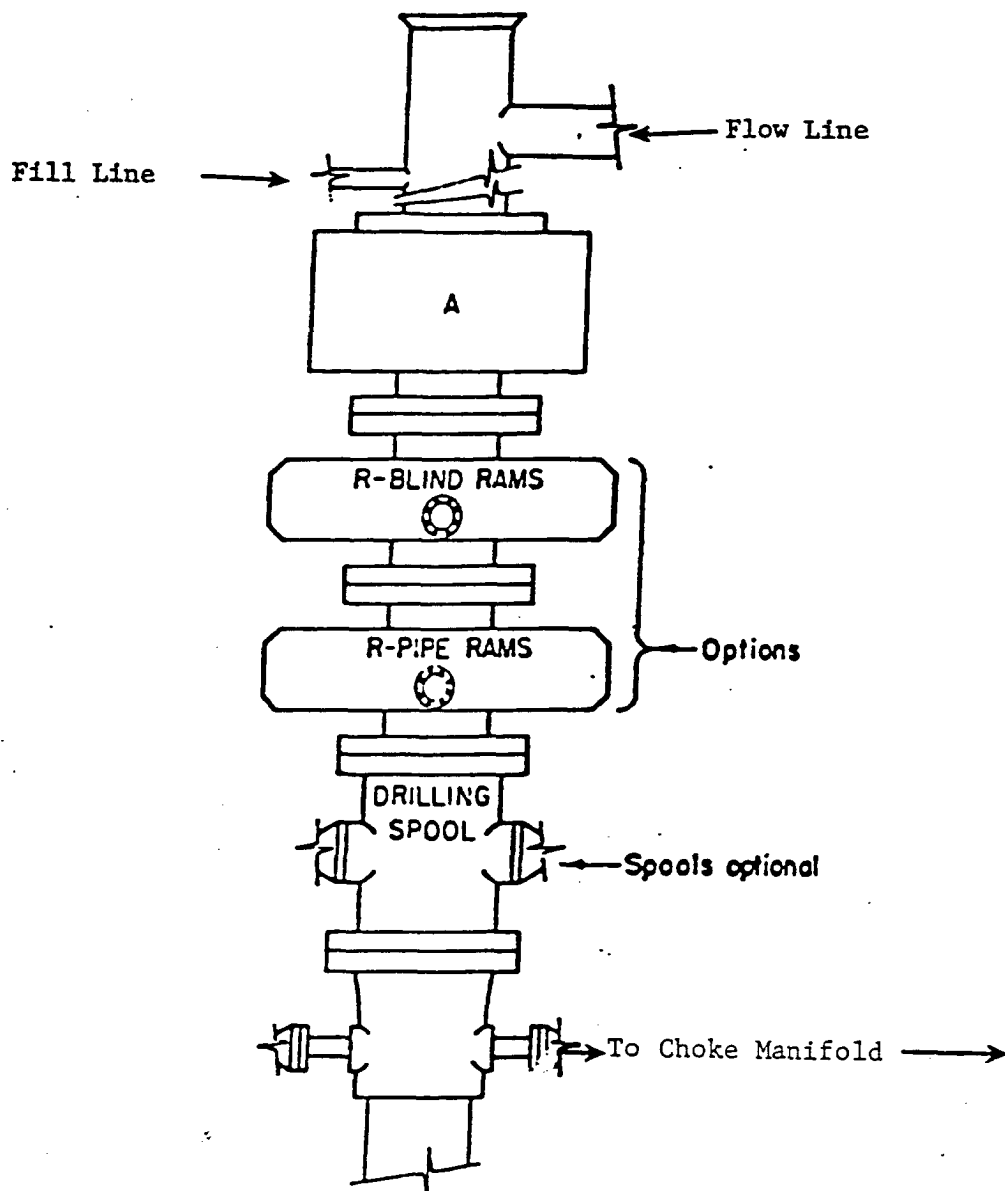 Flow Line
Fill Line
A
R-BLIND RAMS
R-PIPE RAMS
Options
DRILLING
SPOOL
Spools optional
To Choke Manifold